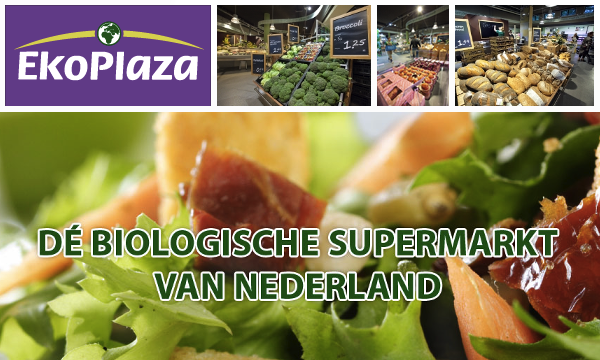 EKOPLAZA
Broccoli
1.25
DÉ BIOLOGISCHE SUPERMARKT
VAN NEDERLAND